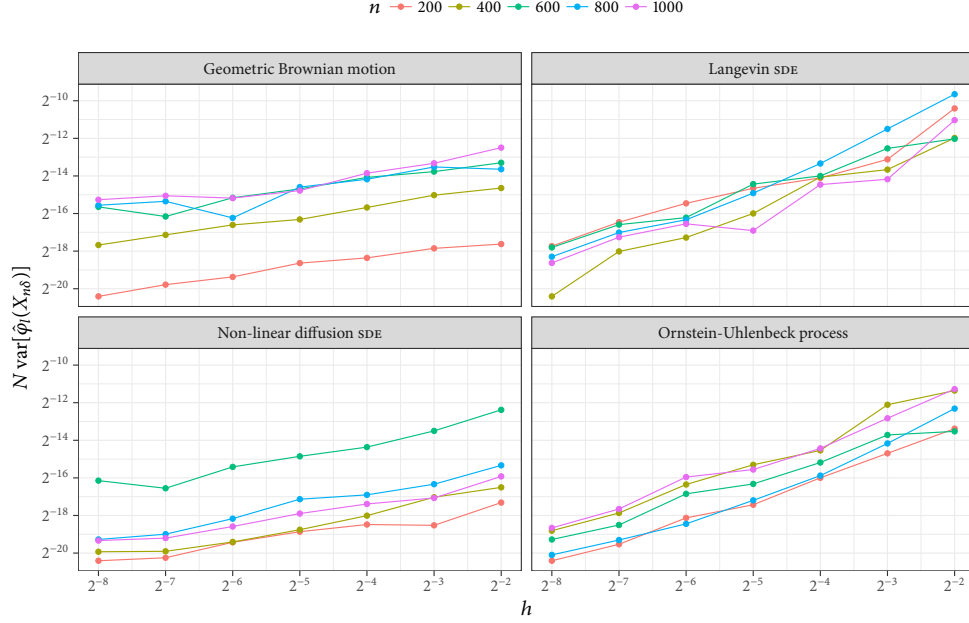 n 200 400 600 800 1000
Geometric Brownian motion
Langevin SDE
2^−10
2^−12
2^−14
2^−16
2^−18
2^−20
Non-linear diffusion SDE
Ornstein-Uhlenbeck process
2^−10
2^−12
2^−14
2^−16
2^−18
2^−20
N var[φ̂_l(X_{nδ})]
2^−8 2^−7 2^−6 2^−5 2^−4 2^−3 2^−2 2^−8 2^−7 2^−6 2^−5 2^−4 2^−3 2^−2
h